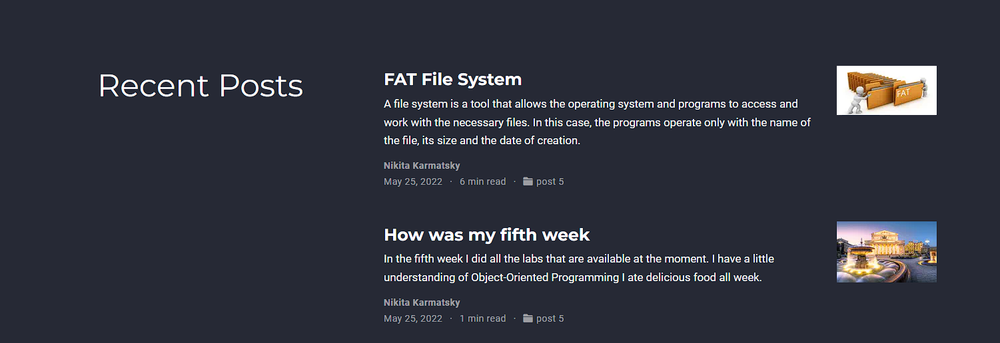 Recent Posts
FAT File System
A file system is a tool that allows the operating system and programs to access and
work with the necessary files. In this case, the programs operate only with the name of
the file, its size and the date of creation.
Nikita Karmatsky
May 25, 2022 · 6 min read · post 5
FAT
How was my fifth week
In the fifth week I did all the labs that are available at the moment. I have a little
understanding of Object-Oriented Programming I ate delicious food all week.
Nikita Karmatsky
May 25, 2022 · 1 min read · post 5